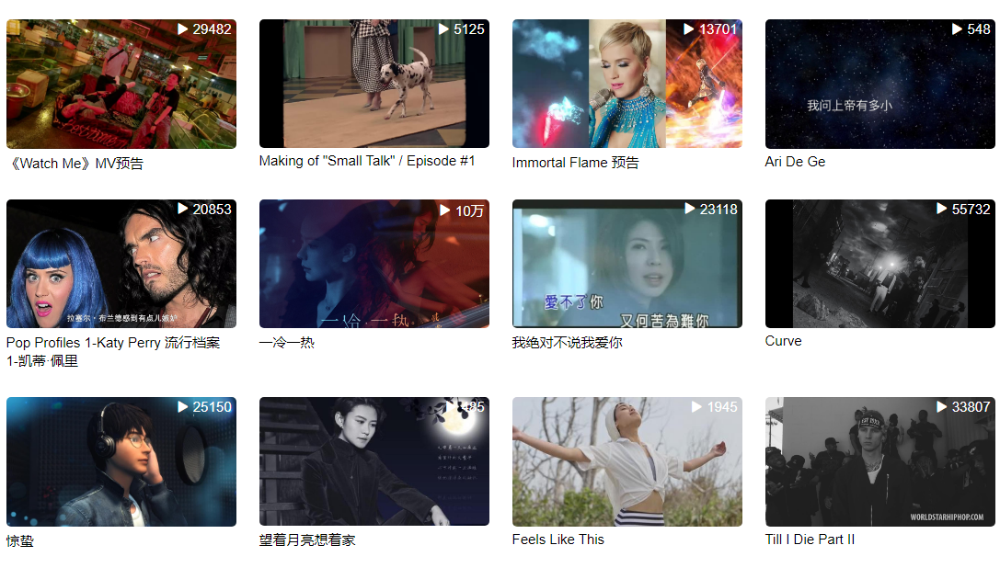 29482
5125
13701
548
我问上帝有多小
《Watch Me》MV预告
Making of "Small Talk" / Episode #1
Immortal Flame 预告
Ari De Ge
20853
10万
23118
55732
拉塞尔·布兰德感到有点儿嫉妒
一冷一热
愛不了你
又何苦為難你
Pop Profiles 1-Katy Perry 流行档案
1-凯蒂·佩里
一冷一热
我绝对不说我爱你
Curve
25150
485
1945
33807
WORLDSTARHIPHOP.COM
惊蛰
望着月亮想着家
Feels Like This
Till I Die Part II